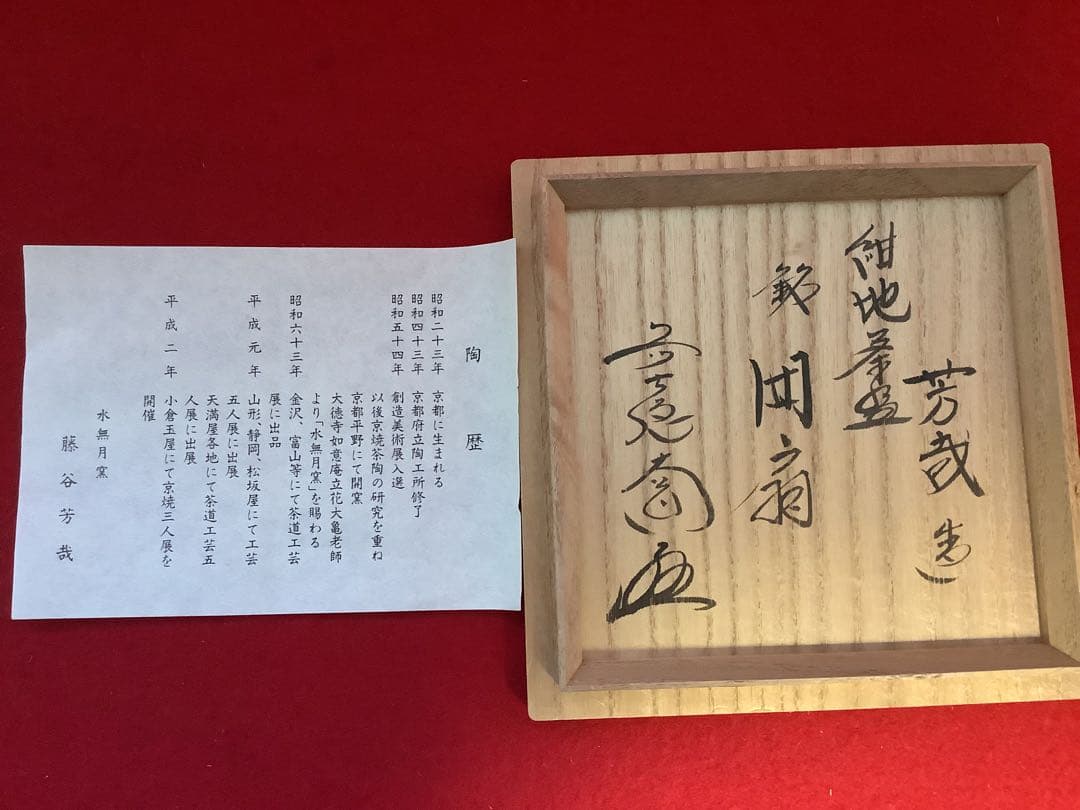 芳哉 造
紺地茶盌
銘 開扇
陶歴
昭和二十三年 京都に生まれる
昭和四十三年 京都府立陶工所修了
昭和五十四年 創造美術展入選
以後京焼茶陶の研究を重ね
京都平野にて開窯
大徳寺如意庵立花大亀老師
より「水無月窯」を賜わる
昭和六十三年 金沢、富山等にて茶道工芸
展に出品
平成元年 山形、静岡、松坂屋にて工芸
五人展に出展
天満屋各地にて茶道工芸五
人展に出展
平成二年 小倉玉屋にて京焼三人展を
開催
水無月窯
藤谷芳哉